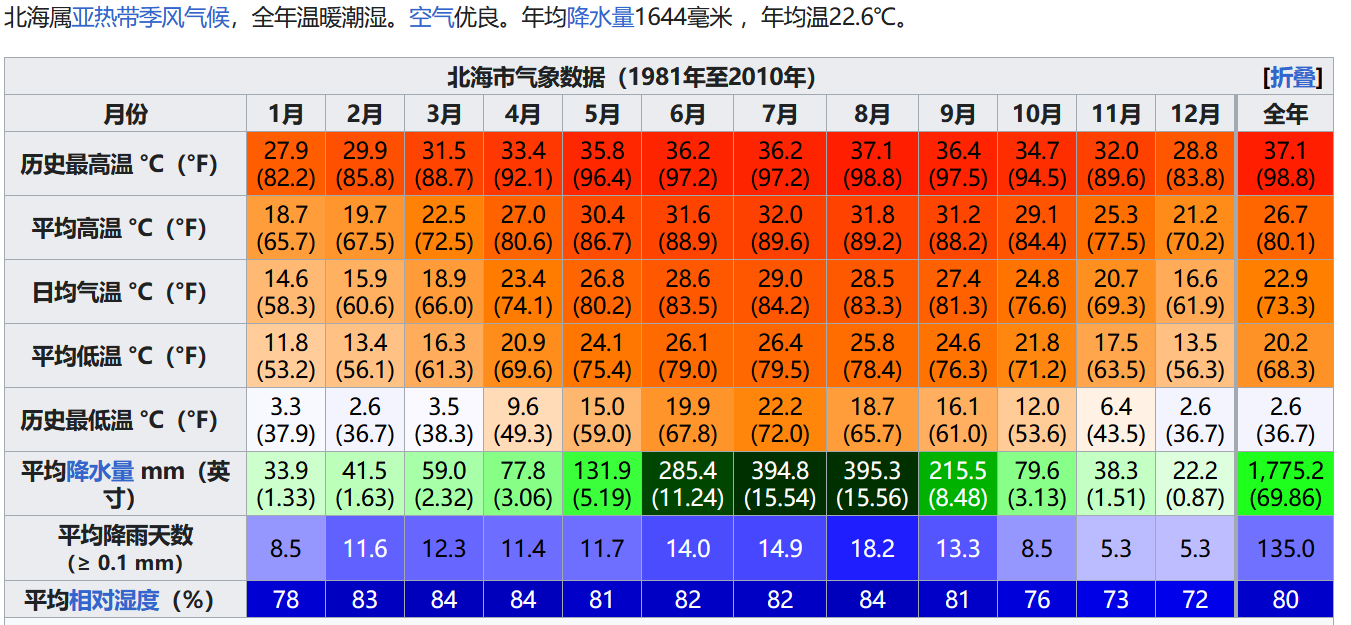 北海属亚热带季风气候，全年温暖潮湿。空气优良。年均降水量1644毫米 ，年均温22.6℃。
北海市气象数据（1981年至2010年） [折叠]
月份 1月 2月 3月 4月 5月 6月 7月 8月 9月 10月 11月 12月 全年
历史最高温 °C（°F） 27.9 29.9 31.5 33.4 35.8 36.2 36.2 37.1 36.4 34.7 32.0 28.8 37.1
(82.2) (85.8) (88.7) (92.1) (96.4) (97.2) (97.2) (98.8) (97.5) (94.5) (89.6) (83.8) (98.8)
平均高温 °C（°F） 18.7 19.7 22.5 27.0 30.4 31.6 32.0 31.8 31.2 29.1 25.3 21.2 26.7
(65.7) (67.5) (72.5) (80.6) (86.7) (88.9) (89.6) (89.2) (88.2) (84.4) (77.5) (70.2) (80.1)
日均气温 °C（°F） 14.6 15.9 18.9 23.4 26.8 28.6 29.0 28.5 27.4 24.8 20.7 16.6 22.9
(58.3) (60.6) (66.0) (74.1) (80.2) (83.5) (84.2) (83.3) (81.3) (76.6) (69.3) (61.9) (73.3)
平均低温 °C（°F） 11.8 13.4 16.3 20.9 24.1 26.1 26.4 25.8 24.6 21.8 17.5 13.5 20.2
(53.2) (56.1) (61.3) (69.6) (75.4) (79.0) (79.5) (78.4) (76.3) (71.2) (63.5) (56.3) (68.3)
历史最低温 °C（°F） 3.3 2.6 3.5 9.6 15.0 19.9 22.2 18.7 16.1 12.0 6.4 2.6 2.6
(37.9) (36.7) (38.3) (49.3) (59.0) (67.8) (72.0) (65.7) (61.0) (53.6) (43.5) (36.7) (36.7)
平均降水量 mm（英 33.9 41.5 59.0 77.8 131.9 285.4 394.8 395.3 215.5 79.6 38.3 22.2 1,775.2
寸） (1.33) (1.63) (2.32) (3.06) (5.19) (11.24) (15.54) (15.56) (8.48) (3.13) (1.51) (0.87) (69.86)
平均降雨天数
（≥ 0.1 mm） 8.5 11.6 12.3 11.4 11.7 14.0 14.9 18.2 13.3 8.5 5.3 5.3 135.0
平均相对湿度（%） 78 83 84 84 81 82 82 84 81 76 73 72 80